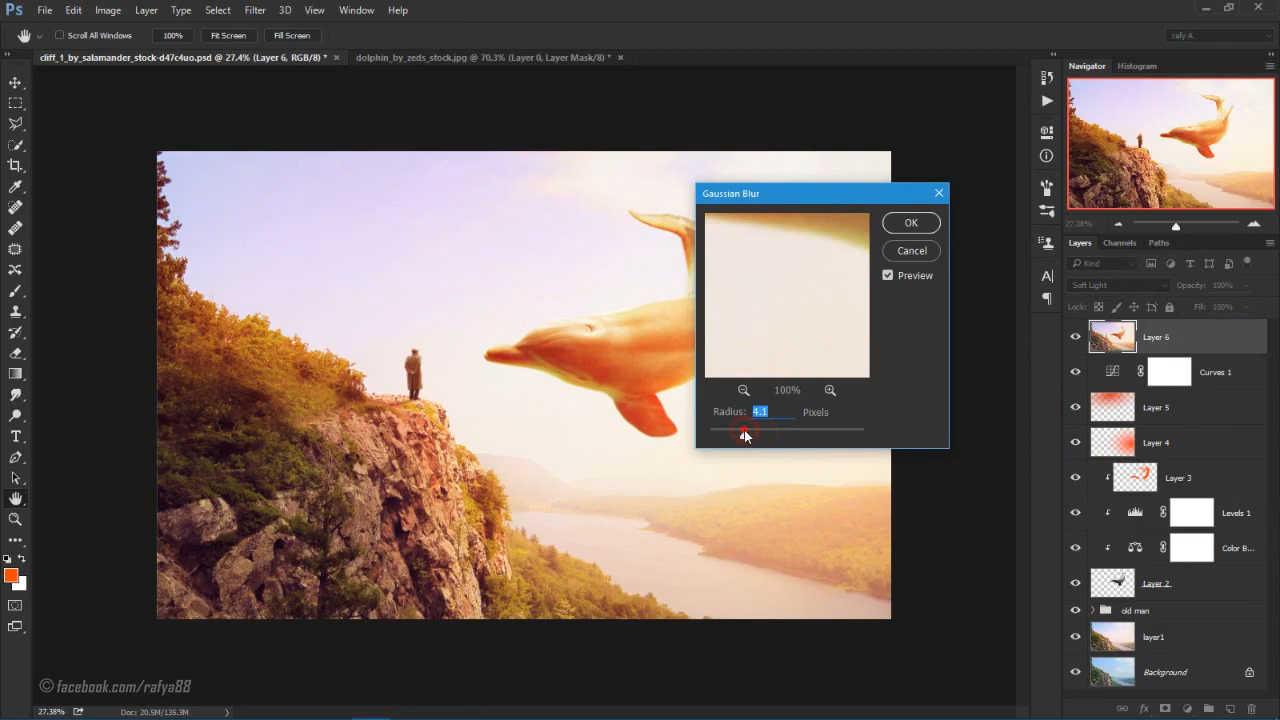 Ps File Edit Image Layer Type Select Filter 3D View Window Help
Scroll All Windows 100% Fit Screen Fill Screen rafy A
cliff_1_by_salamander_stock-d47c4uo.psd @ 27.4% (Layer 6, RGB/8) * × dolphin_by_zeds_stock.jpg @ 70.3% (Layer 0, Layer Mask/8) * ×
Navigator Histogram
Gaussian Blur
OK
Cancel
Preview
100%
Radius: 4.1 Pixels
27.38%
Layers Channels Paths
Kind
Soft Light Opacity: 100%
Lock: Fill: 100%
Layer 6
Curves 1
Layer 5
Layer 4
Layer 3
Levels 1
Color B...
Layer 2
old man
layer1
Background
© facebook.com/rafya88
27.38% Doc: 20.5M/135.3M